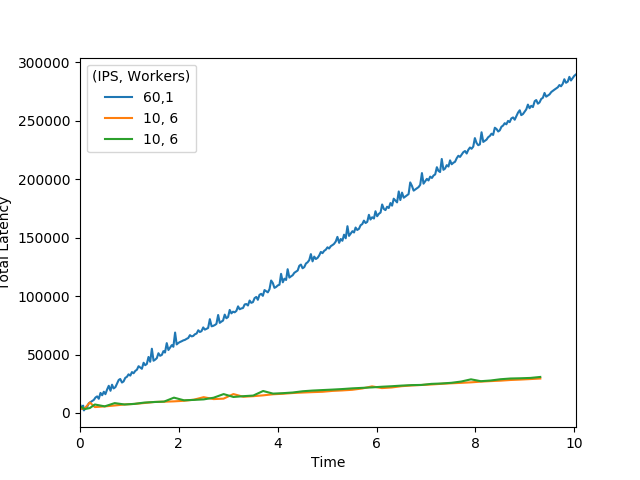 300000
250000
200000
150000
100000
50000
0
Total Latency
(IPS, Workers)
60,1
10, 6
10, 6
0 2 4 6 8 10
Time